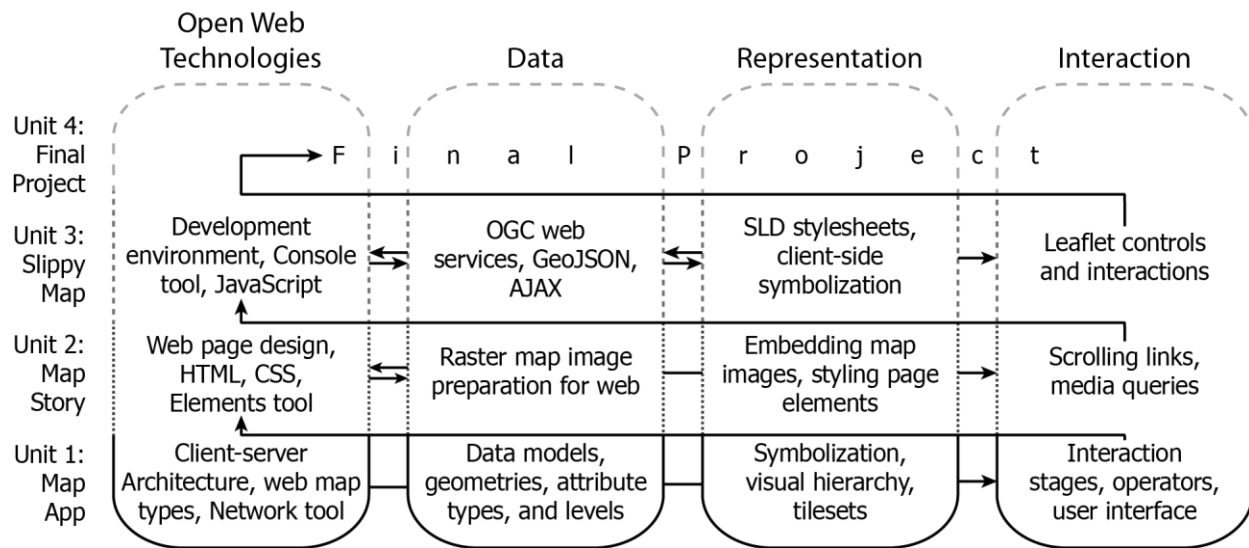 Open Web
Technologies
Data
Representation
Interaction
Unit 4:
Final
Project
Final Project
Unit 3:
Slippy
Map
Development
environment, Console
tool, JavaScript
OGC web
services, GeoJSON,
AJAX
SLD stylesheets,
client-side
symbolization
Leaflet controls
and interactions
Unit 2:
Map
Story
Web page design,
HTML, CSS,
Elements tool
Raster map image
preparation for web
Embedding map
images, styling page
elements
Scrolling links,
media queries
Unit 1:
Map
App
Client-server
Architecture, web map
types, Network tool
Data models,
geometries, attribute
types, and levels
Symbolization,
visual hierarchy,
tilesets
Interaction
stages, operators,
user interface